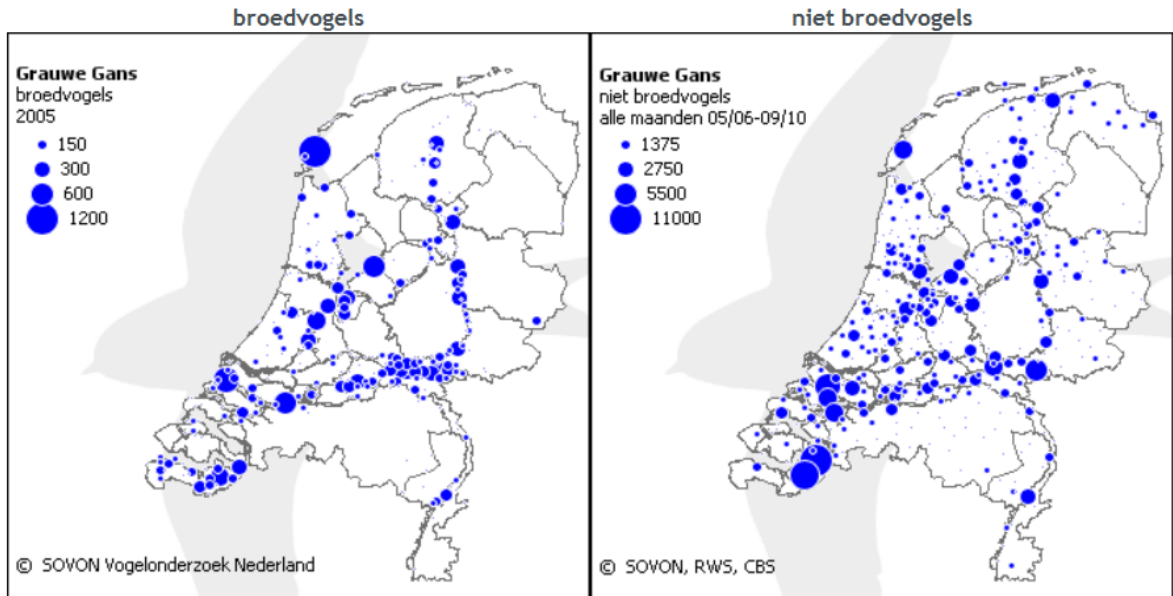 broedvogels
Grauwe Gans
broedvogels
2005
150
300
600
1200
© SOVON Vogelonderzoek Nederland
niet broedvogels
Grauwe Gans
niet broedvogels
alle maanden 05/06-09/10
1375
2750
5500
11000
© SOVON, RWS, CBS